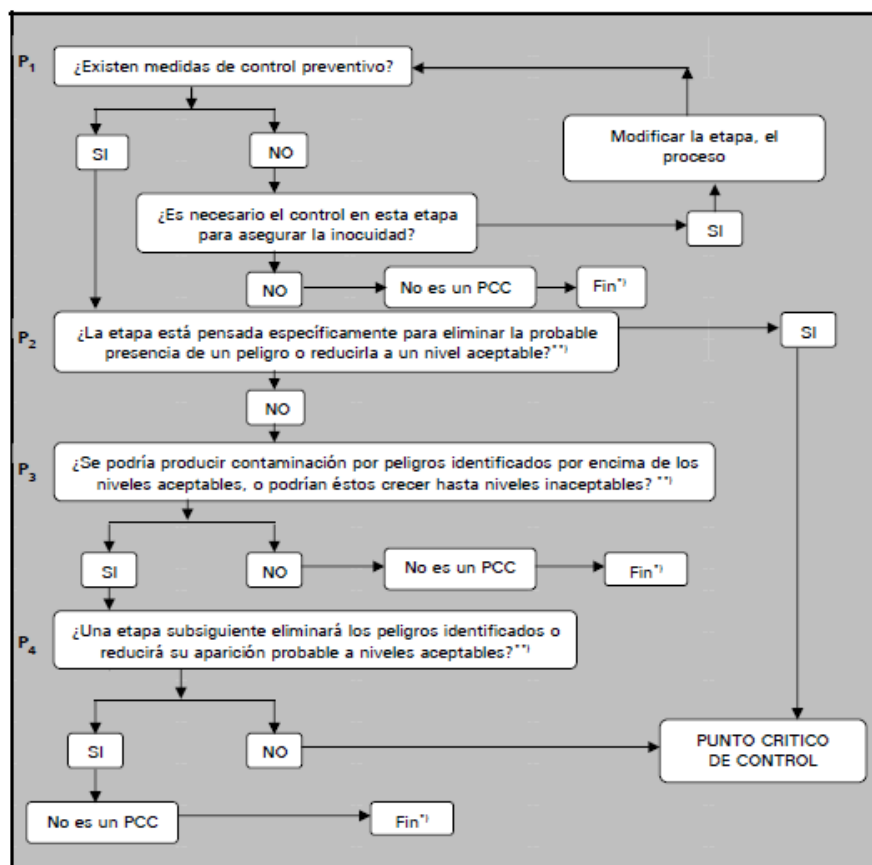 P1
¿Existen medidas de control preventivo?
SI
NO
Modificar la etapa, el
proceso
¿Es necesario el control en esta etapa
para asegurar la inocuidad?
SI
NO
No es un PCC
Fin*)
P2
¿La etapa está pensada específicamente para eliminar la probable
presencia de un peligro o reducirla a un nivel aceptable?**)
SI
NO
P3
¿Se podría producir contaminación por peligros identificados por encima de los
niveles aceptables, o podrían éstos crecer hasta niveles inaceptables? **)
SI
NO
No es un PCC
Fin*)
P4
¿Una etapa subsiguiente eliminará los peligros identificados o
reducirá su aparición probable a niveles aceptables?**)
SI
NO
PUNTO CRITICO
DE CONTROL
No es un PCC
Fin*)